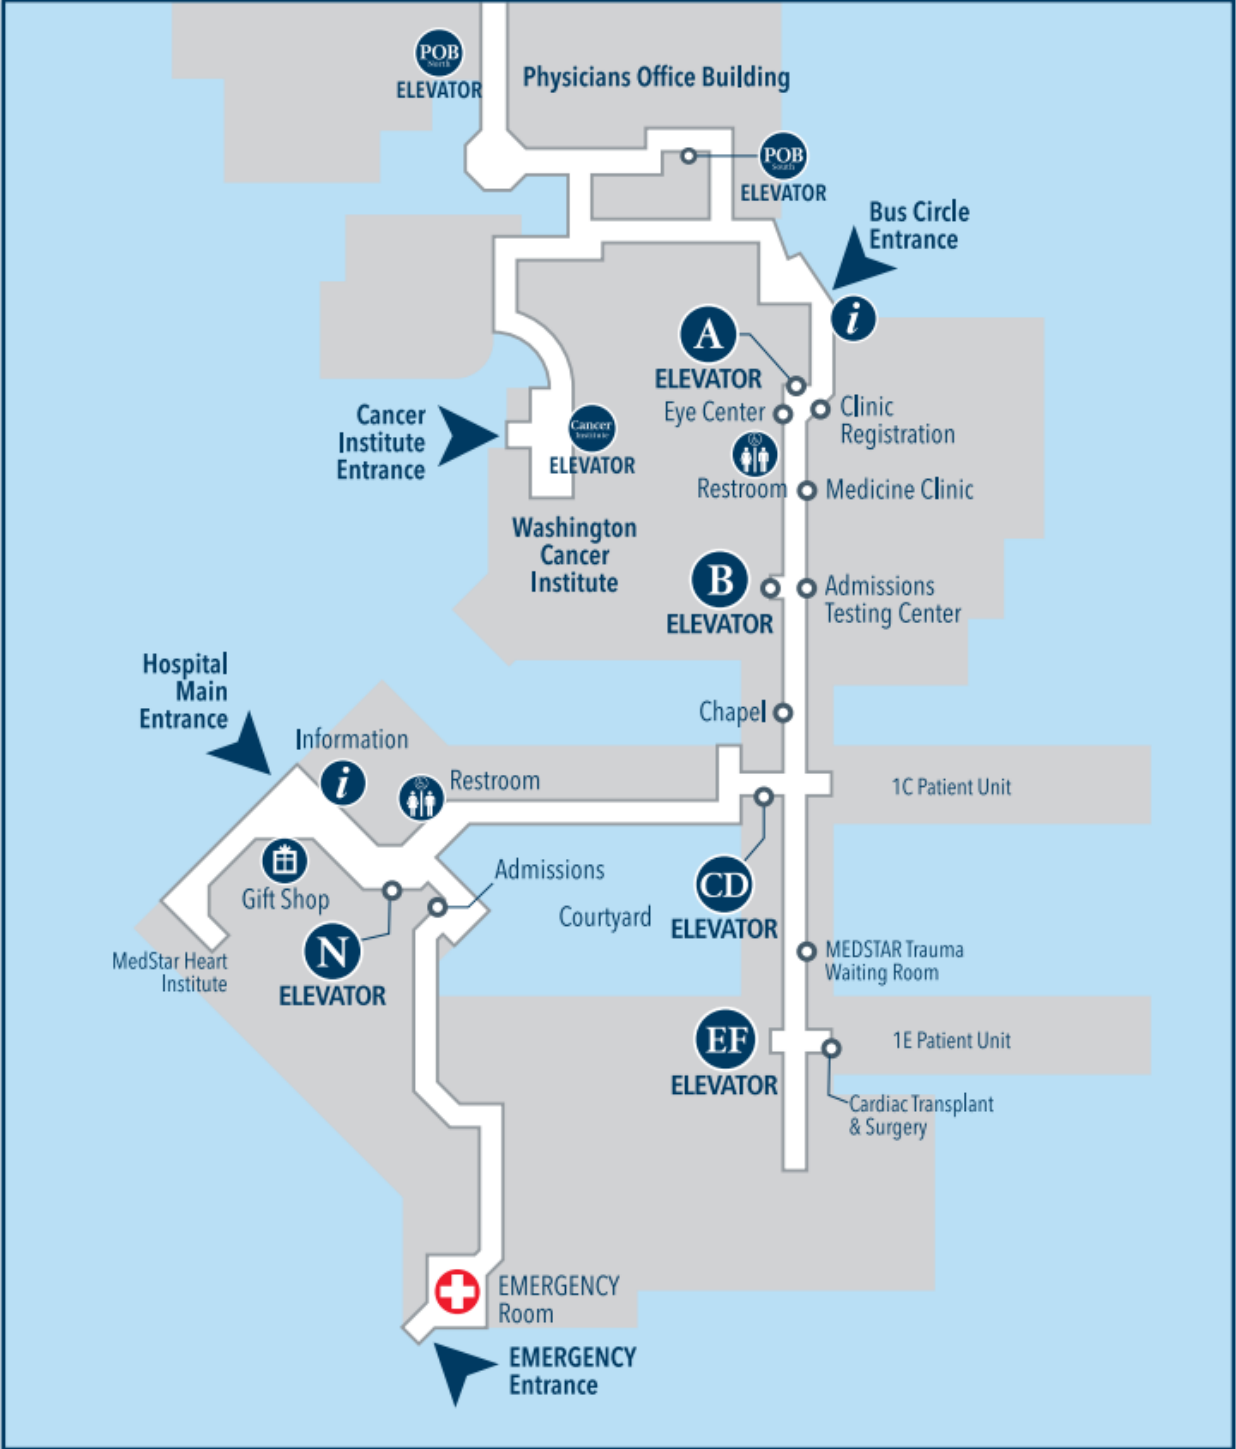 POB
North
ELEVATOR
Physicians Office Building
POB
South
ELEVATOR
Bus Circle
Entrance
i
A
ELEVATOR
Eye Center
Clinic
Registration
Cancer
Institute
Entrance
Cancer
Institute
ELEVATOR
Restroom
Medicine Clinic
Washington
Cancer
Institute
B
ELEVATOR
Admissions
Testing Center
Hospital
Main
Entrance
Chapel
Information
i
Restroom
1C Patient Unit
Gift Shop
Admissions
CD
ELEVATOR
Courtyard
N
ELEVATOR
MedStar Heart
Institute
MEDSTAR Trauma
Waiting Room
EF
ELEVATOR
1E Patient Unit
Cardiac Transplant
& Surgery
EMERGENCY
Room
EMERGENCY
Entrance